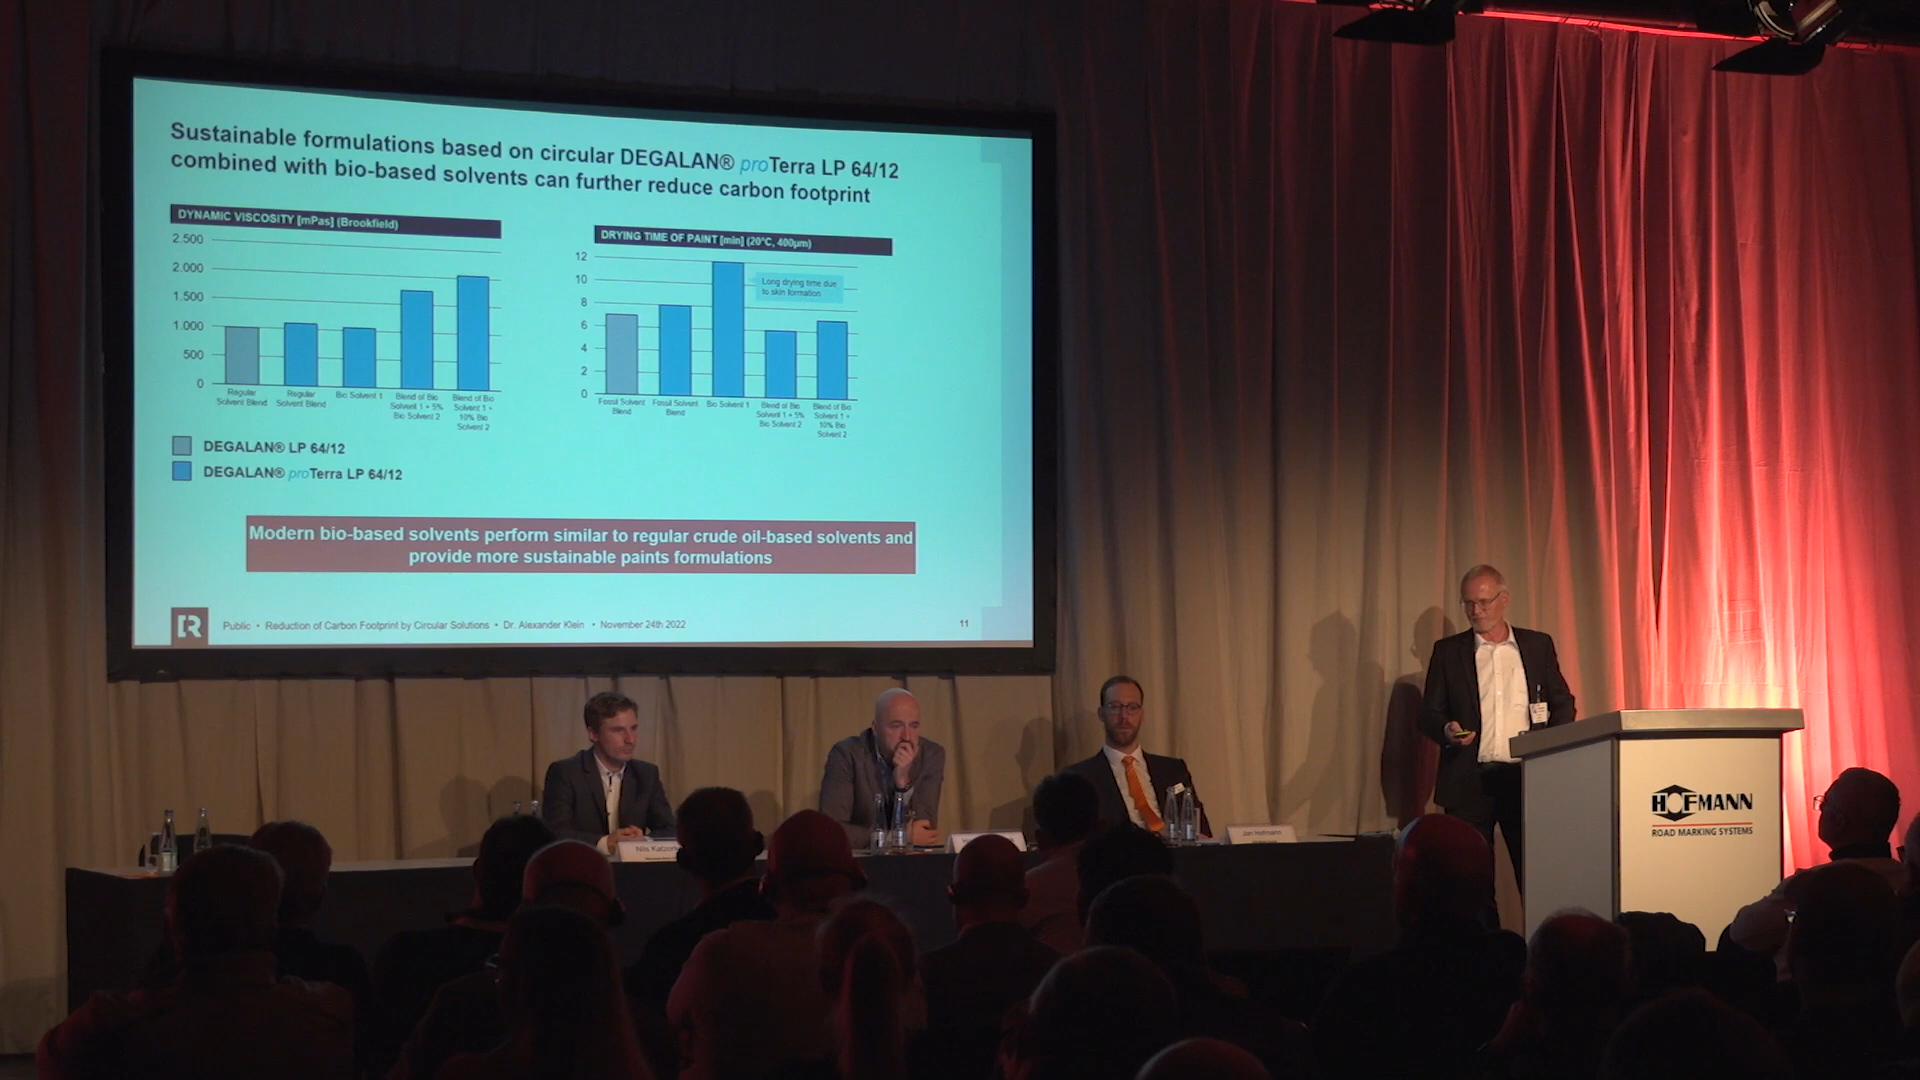 Sustainable formulations based on circular DEGALAN® proTerra LP 64/12
combined with bio-based solvents can further reduce carbon footprint
DYNAMIC VISCOSITY [mPas] (Brookfield)
2.500
2.000
1.500
1.000
500
0
Regular
Solvent Blend
Regular
Solvent Blend
Bio Solvent 1
Blend of Bio
Solvent 1 + 5%
Bio Solvent 2
Blend of Bio
Solvent 1 +
10% Bio
Solvent 2
DRYING TIME OF PAINT [min] (20°C, 400µm)
12
10
8
6
4
2
0
Long drying time due
to skin formation
Fossil Solvent
Blend
Fossil Solvent
Blend
Bio Solvent 1
Blend of Bio
Solvent 1 + 5%
Bio Solvent 2
Blend of Bio
Solvent 1 +
10% Bio
Solvent 2
DEGALAN® LP 64/12
DEGALAN® proTerra LP 64/12
Modern bio-based solvents perform similar to regular crude oil-based solvents and
provide more sustainable paints formulations
R
Public • Reduction of Carbon Footprint by Circular Solutions • Dr. Alexander Klein • November 24th 2022
11
Nils
Jan Hofmann
HOFMANN
ROAD MARKING SYSTEMS